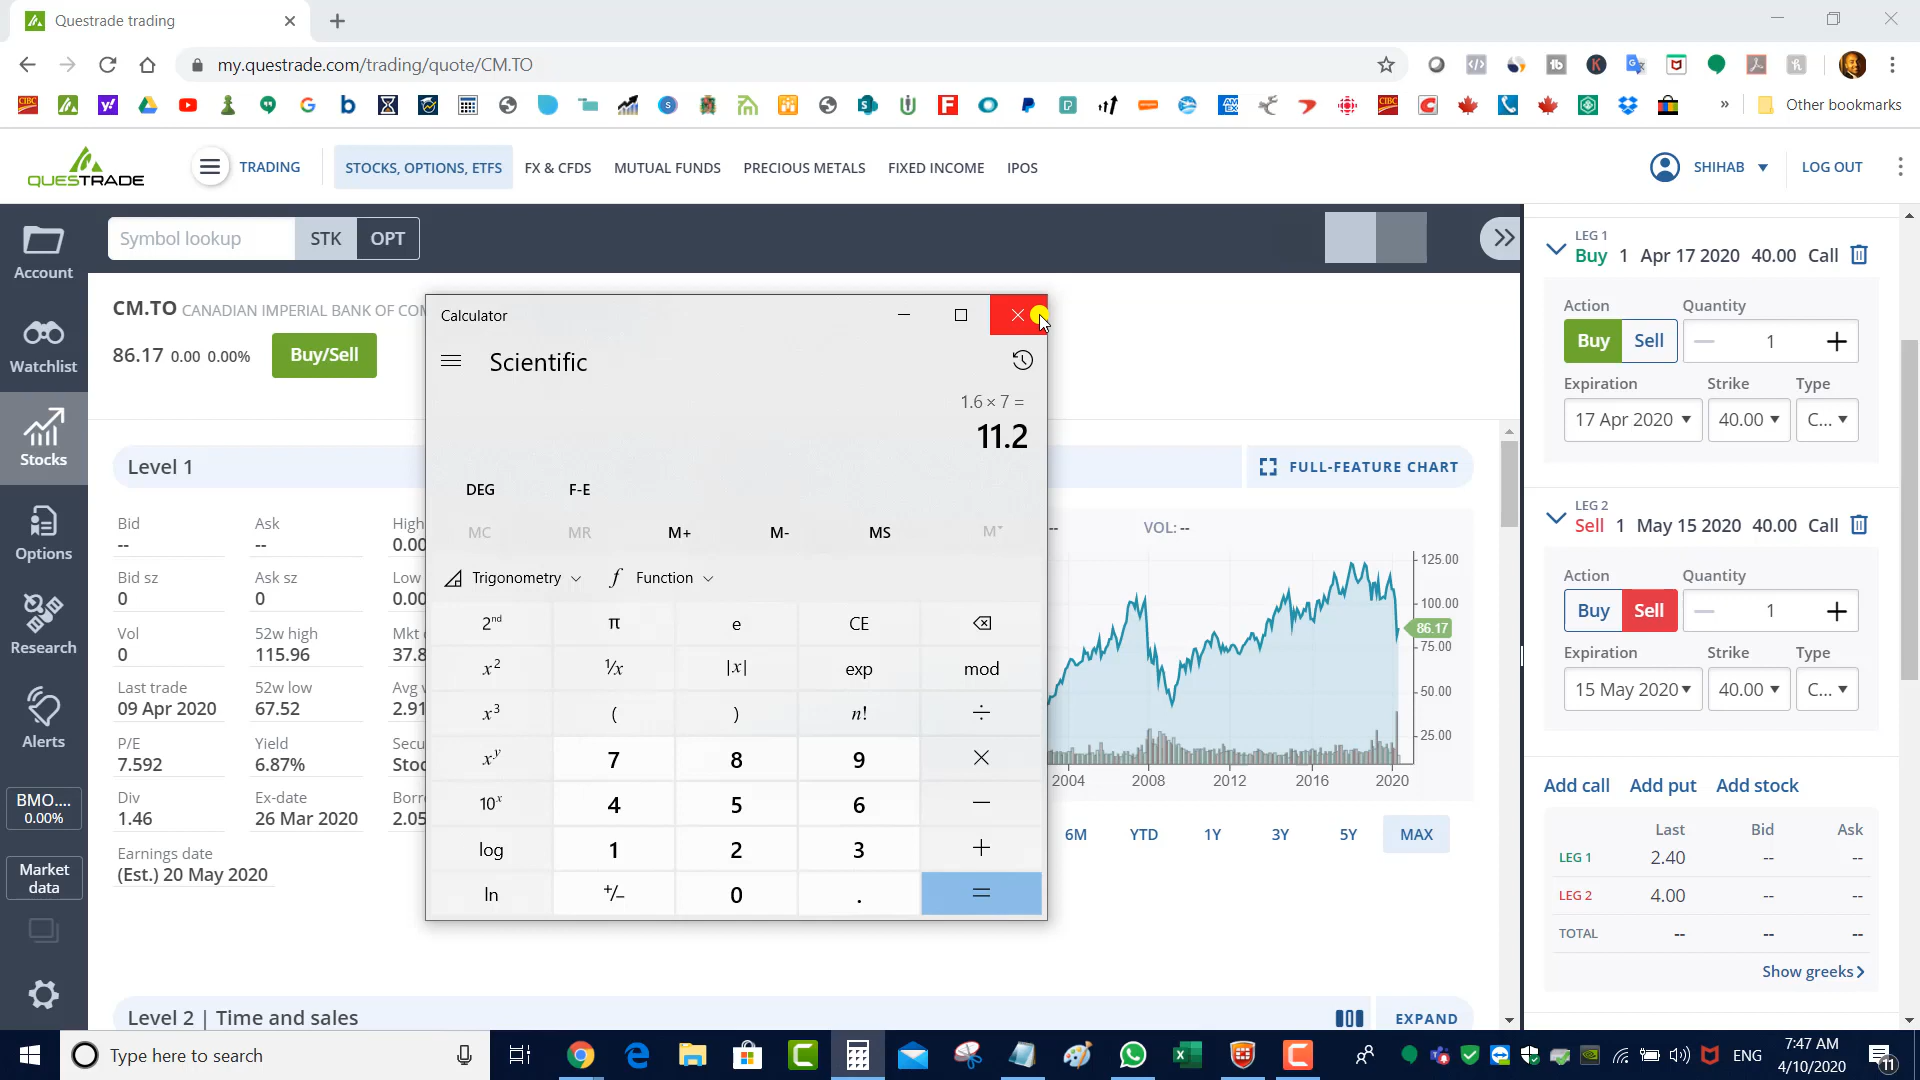 Questrade trading
my.questrade.com/trading/quote/CM.TO
Other bookmarks
QUESTRADE
TRADING
STOCKS, OPTIONS, ETFS
FX & CFDS
MUTUAL FUNDS
PRECIOUS METALS
FIXED INCOME
IPOS
SHIHAB
LOG OUT
Account
Watchlist
Stocks
Options
Research
Alerts
BMO....
0.00%
Market
data
Symbol lookup
STK
OPT
CM.TO CANADIAN IMPERIAL BANK OF COM
86.17 0.00 0.00%
Buy/Sell
Level 1
Bid
--
Ask
--
High
0.00
Bid sz
0
Ask sz
0
Low
0.00
Vol
0
52w high
115.96
Mkt
37.8
Last trade
09 Apr 2020
52w low
67.52
Avg
2.91
P/E
7.592
Yield
6.87%
Secu
Stoc
Div
1.46
Ex-date
26 Mar 2020
Borr
2.05
Earnings date
(Est.) 20 May 2020
Calculator
Scientific
1.6 × 7 =
11.2
DEG
F-E
MC MR M+ M- MS M
Trigonometry
f Function
2nd π e CE
x2 1/x |x| exp mod
x3 ( ) n! ÷
xy 7 8 9 ×
10x 4 5 6 −
log 1 2 3 +
ln +/− 0 . =
FULL-FEATURE CHART
--
VOL: --
125.00
100.00
86.17
75.00
50.00
25.00
2004 2008 2012 2016 2020
6M YTD 1Y 3Y 5Y MAX
Level 2 | Time and sales
EXPAND
LEG 1
Buy 1 Apr 17 2020 40.00 Call
Action
Quantity
Buy
Sell
1
Expiration
Strike
Type
17 Apr 2020
40.00
C...
LEG 2
Sell 1 May 15 2020 40.00 Call
Action
Quantity
Buy
Sell
1
Expiration
Strike
Type
15 May 2020
40.00
C...
Add call
Add put
Add stock
Last Bid Ask
LEG 1 2.40 -- --
LEG 2 4.00 -- --
TOTAL -- -- --
Show greeks
Type here to search
ENG
7:47 AM
4/10/2020
11